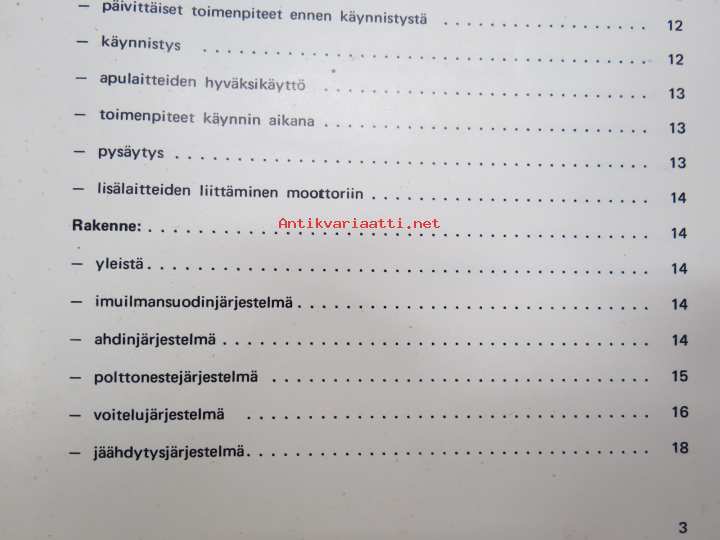 — päivittäiset toimenpiteet ennen käynnistystä . . . . . . . . . . . . . . . . . . 12
— käynnistys . . . . . . . . . . . . . . . . . . . . . . . . . . . . . . . . . . . . . . 12
— apulaitteiden hyväksikäyttö . . . . . . . . . . . . . . . . . . . . . . . . . . . . 13
— toimenpiteet käynnin aikana . . . . . . . . . . . . . . . . . . . . . . . . . . . . 13
— pysäytys . . . . . . . . . . . . . . . . . . . . . . . . . . . . . . . . . . . . . . . . 13
— lisälaitteiden liittäminen moottoriin . . . . . . . . . . . . . . . . . . . . . . . . 14
Rakenne: . . . . . . . . . . . . . . . . . . . . . . . . . . . . . . . . . . . . . . . . . . 14
Antikvariaatti.net
— yleistä . . . . . . . . . . . . . . . . . . . . . . . . . . . . . . . . . . . . . . . . . . 14
— imuilmansuodinjärjestelmä . . . . . . . . . . . . . . . . . . . . . . . . . . . . . . 14
— ahdinjärjestelmä . . . . . . . . . . . . . . . . . . . . . . . . . . . . . . . . . . . . 14
— polttonestejärjestelmä . . . . . . . . . . . . . . . . . . . . . . . . . . . . . . . . 15
— voitelujärjestelmä . . . . . . . . . . . . . . . . . . . . . . . . . . . . . . . . . . 16
— jäähdytysjärjestelmä . . . . . . . . . . . . . . . . . . . . . . . . . . . . . . . . . . 18
3